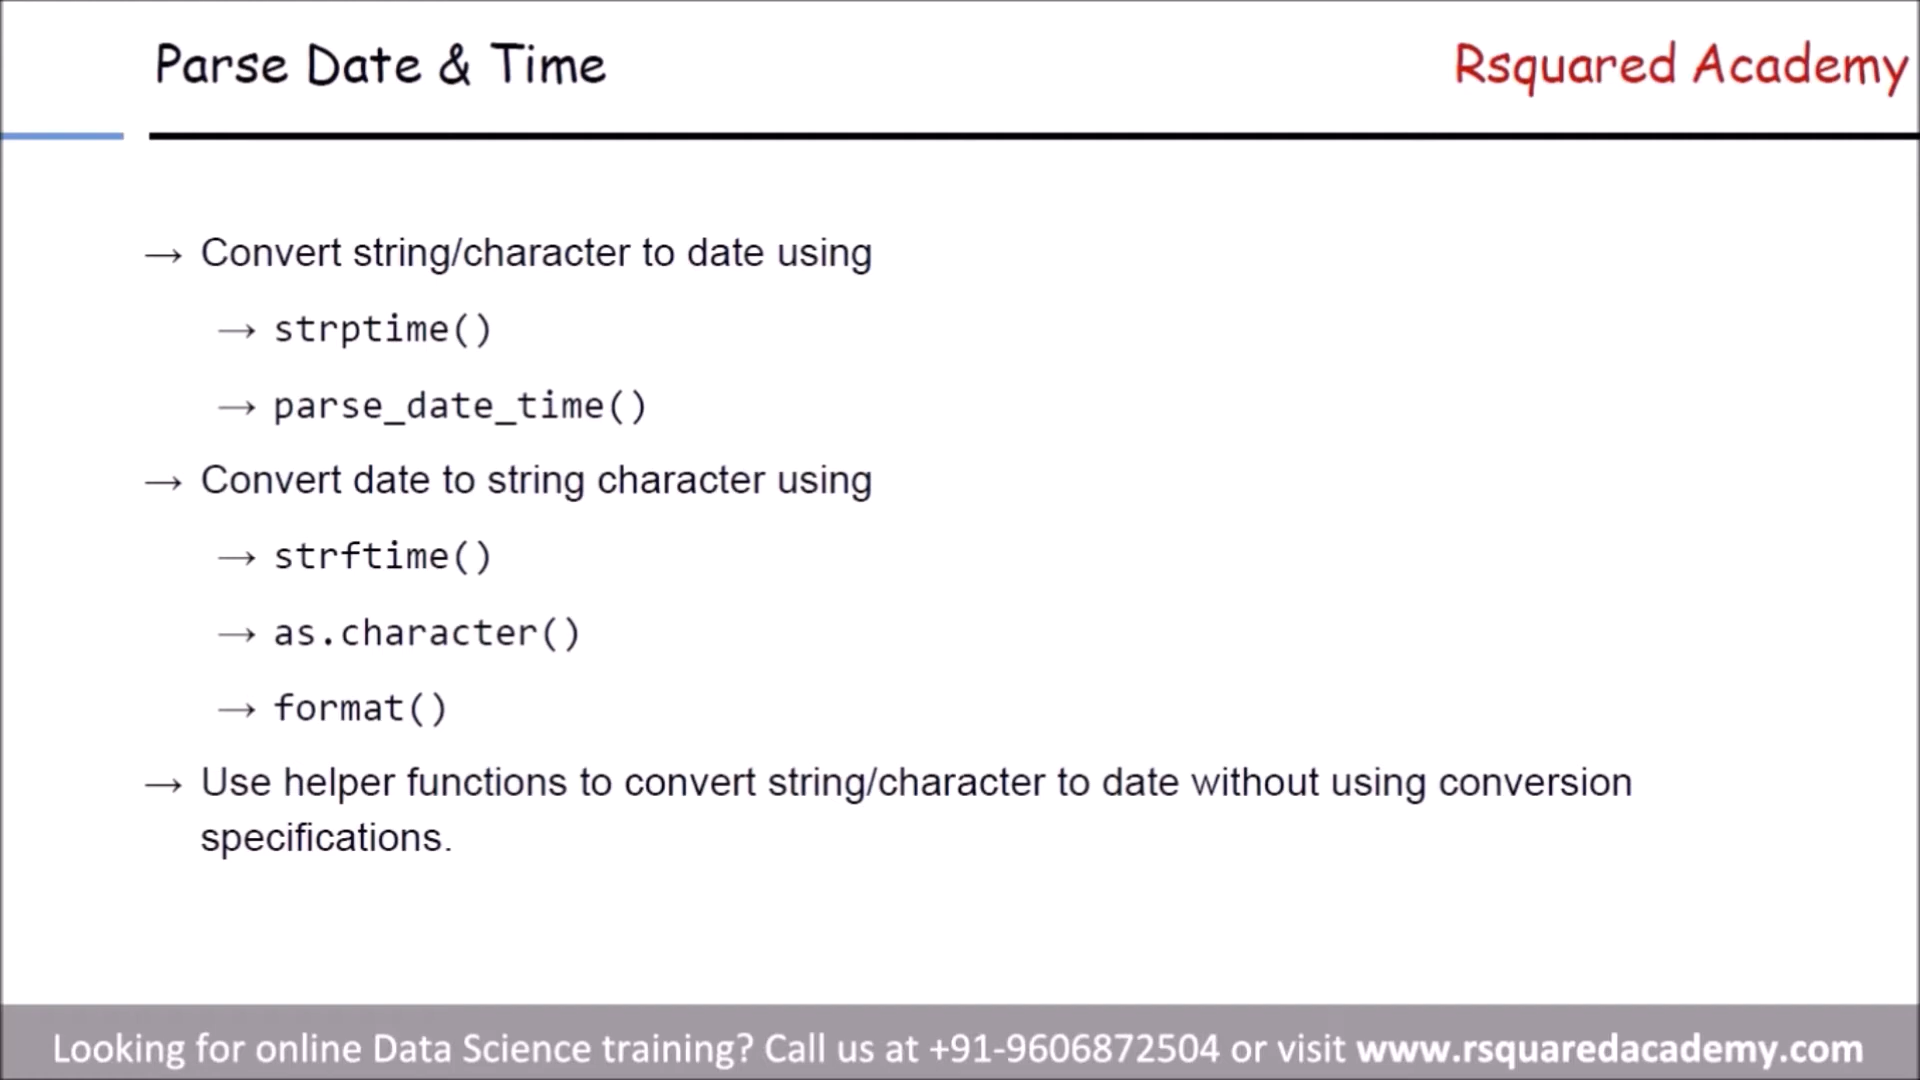 Parse Date & Time
Rsquared Academy
→ Convert string/character to date using
→ strptime()
→ parse_date_time()
→ Convert date to string character using
→ strftime()
→ as.character()
→ format()
→ Use helper functions to convert string/character to date without using conversion
specifications.
Looking for online Data Science training? Call us at +91-9606872504 or visit www.rsquaredacademy.com